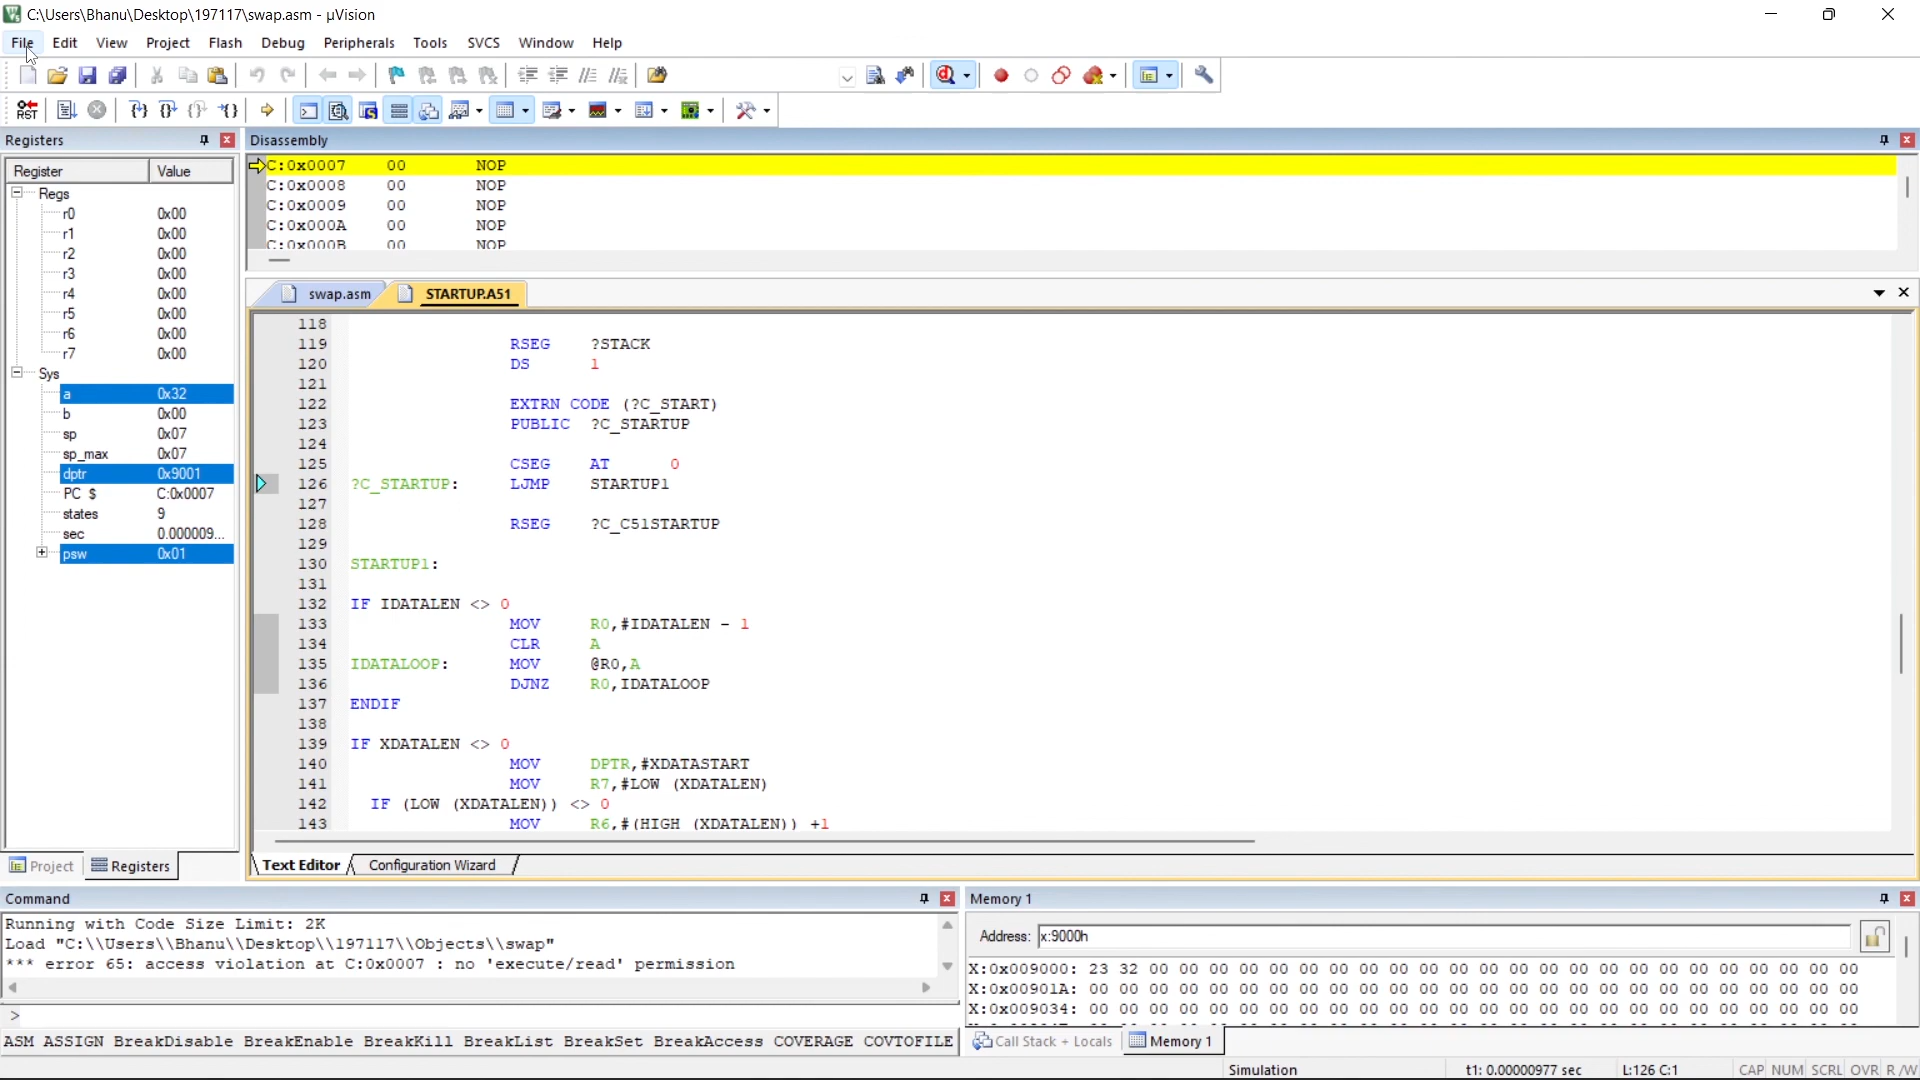 C:\Users\Bhanu\Desktop\197117\swap.asm - µVision
File Edit View Project Flash Debug Peripherals Tools SVCS Window Help
RST
Registers
Register Value
Regs
r0 0x00
r1 0x00
r2 0x00
r3 0x00
r4 0x00
r5 0x00
r6 0x00
r7 0x00
Sys
a 0x32
b 0x00
sp 0x07
sp_max 0x07
dptr 0x9001
PC $ C:0x0007
states 9
sec 0.000009...
psw 0x01
Project Registers
Disassembly
C:0x0007 00 NOP
C:0x0008 00 NOP
C:0x0009 00 NOP
C:0x000A 00 NOP
C:0x000B 00 NOP
swap.asm STARTUP.A51
118
119 RSEG ?STACK
120 DS 1
121
122 EXTRN CODE (?C_START)
123 PUBLIC ?C_STARTUP
124
125 CSEG AT 0
126 ?C_STARTUP: LJMP STARTUP1
127
128 RSEG ?C_C51STARTUP
129
130 STARTUP1:
131
132 IF IDATALEN <> 0
133 MOV R0,#IDATALEN - 1
134 CLR A
135 IDATALOOP: MOV @R0,A
136 DJNZ R0,IDATALOOP
137 ENDIF
138
139 IF XDATALEN <> 0
140 MOV DPTR,#XDATASTART
141 MOV R7,#LOW (XDATALEN)
142 IF (LOW (XDATALEN)) <> 0
143 MOV R6,#(HIGH (XDATALEN)) +1
Text Editor Configuration Wizard
Command
Running with Code Size Limit: 2K
Load "C:\\Users\\Bhanu\\Desktop\\197117\\Objects\\swap"
*** error 65: access violation at C:0x0007 : no 'execute/read' permission
>
ASM ASSIGN BreakDisable BreakEnable BreakKill BreakList BreakSet BreakAccess COVERAGE COVTOFILE
Memory 1
Address: x:9000h
X:0x009000: 23 32 00 00 00 00 00 00 00 00 00 00 00 00 00 00 00 00 00 00 00 00 00 00 00 00
X:0x00901A: 00 00 00 00 00 00 00 00 00 00 00 00 00 00 00 00 00 00 00 00 00 00 00 00 00 00
X:0x009034: 00 00 00 00 00 00 00 00 00 00 00 00 00 00 00 00 00 00 00 00 00 00 00 00 00 00
Call Stack + Locals Memory 1
Simulation t1: 0.00000977 sec L:126 C:1 CAP NUM SCRL OVR R/W